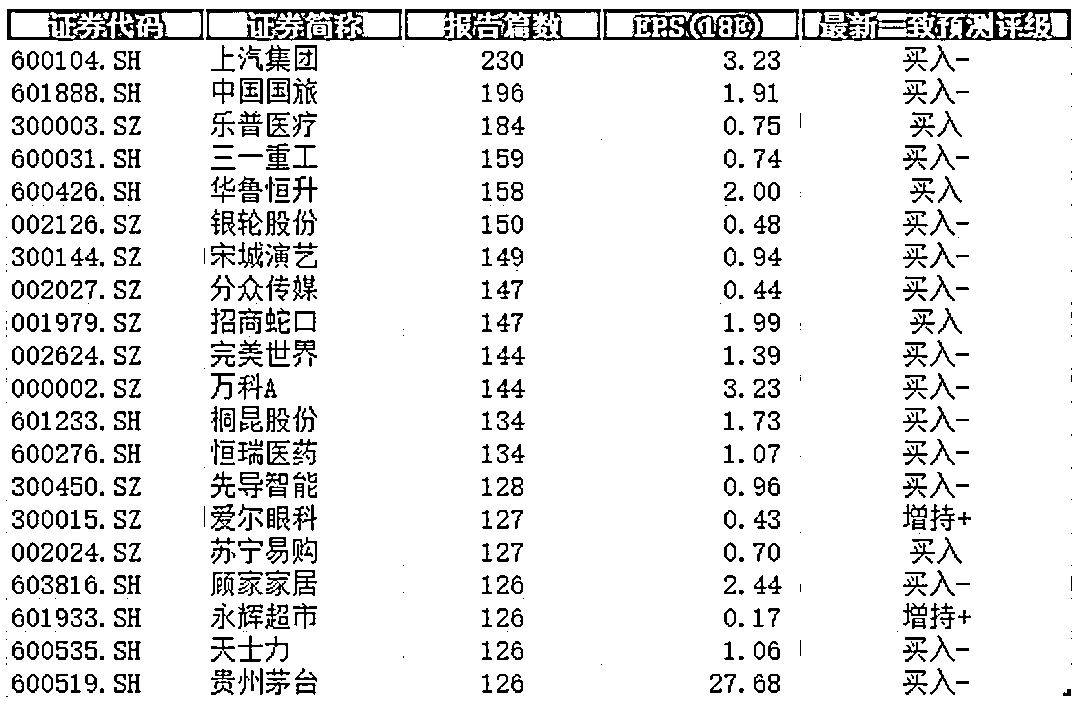 证券代码 证券简称 报告篇数 EPS(18E) 最新一致预测评级
600104.SH 上汽集团 230 3.23 买入-
601888.SH 中国国旅 196 1.91 买入-
300003.SZ 乐普医疗 184 0.75 买入
600031.SH 三一重工 159 0.74 买入-
600426.SH 华鲁恒升 158 2.00 买入
002126.SZ 银轮股份 150 0.48 买入-
300144.SZ 宋城演艺 149 0.94 买入-
002027.SZ 分众传媒 147 0.44 买入-
001979.SZ 招商蛇口 147 1.99 买入
002624.SZ 完美世界 144 1.39 买入-
000002.SZ 万科A 144 3.23 买入-
601233.SH 桐昆股份 134 1.73 买入-
600276.SH 恒瑞医药 134 1.07 买入-
300450.SZ 先导智能 128 0.96 买入-
300015.SZ 爱尔眼科 127 0.43 增持+
002024.SZ 苏宁易购 127 0.70 买入
603816.SH 顾家家居 126 2.44 买入-
601933.SH 永辉超市 126 0.17 增持+
600535.SH 天士力 126 1.06 买入-
600519.SH 贵州茅台 126 27.68 买入-